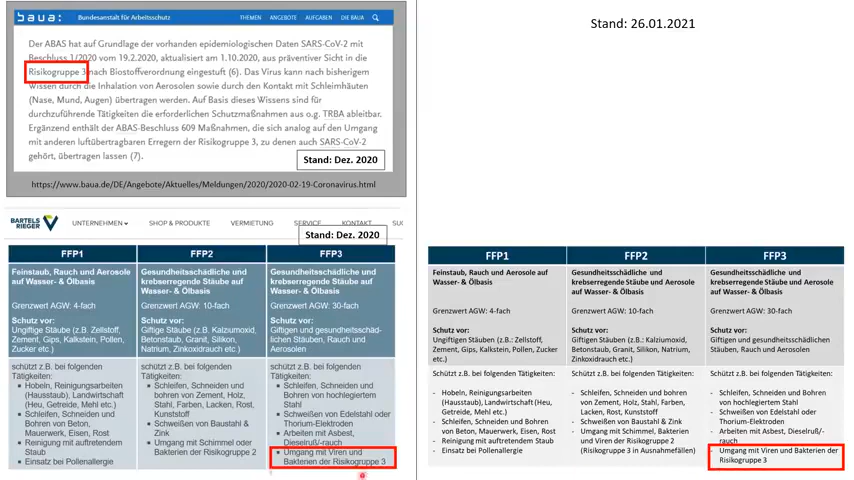 baua: Bundesanstalt für Arbeitsschutz THEMEN ANGEBOTE AUFGABEN DIE BAUA
Der ABAS hat auf Grundlage der vorhanden epidemiologischen Daten SARS-CoV-2 mit
Beschluss 1/2020 vom 19.2.2020, aktualisiert am 1.10.2020, aus präventiver Sicht in die
Risikogruppe 3 nach Biostoffverordnung eingestuft (6). Das Virus kann nach bisherigem
Wissen durch die Inhalation von Aerosolen sowie durch den Kontakt mit Schleimhäuten
(Nase, Mund, Augen) übertragen werden. Auf Basis dieses Wissens sind für
durchzuführende Tätigkeiten die erforderlichen Schutzmaßnahmen aus o.g. TRBA ableitbar.
Ergänzend enthält der ABAS-Beschluss 609 Maßnahmen, die sich analog auf den Umgang
mit anderen luftübertragbaren Erregern der Risikogruppe 3, zu denen auch SARS-CoV-2
gehört, übertragen lassen (7).
Stand: Dez. 2020
https://www.baua.de/DE/Angebote/Aktuelles/Meldungen/2020/2020-02-19-Coronavirus.html
BARTELS
RIEGER
UNTERNEHMEN SHOP & PRODUKTE VERMIETUNG SERVICE KONTAKT
Stand: Dez. 2020
FFP1
Feinstaub, Rauch und Aerosole
auf Wasser- & Ölbasis
Grenzwert AGW: 4-fach
Schutz vor:
Ungiftige Stäube (z.B. Zellstoff,
Zement, Gips, Kalkstein, Pollen,
Zucker etc.)
schützt z.B. bei folgenden
Tätigkeiten:
Hobeln, Reinigungsarbeiten
(Hausstaub), Landwirtschaft
(Heu, Getreide, Mehl etc.)
Schleifen, Schneiden und
Bohren von Beton,
Mauerwerk, Eisen, Rost
Reinigung mit auftretendem
Staub
Einsatz bei Pollenallergie
FFP2
Gesundheitsschädliche und
krebserregende Stäube auf
Wasser- & Ölbasis
Grenzwert AGW: 10-fach
Schutz vor:
Giftige Stäube (z.B. Kalziumoxid,
Betonstaub, Granit, Silikon,
Natrium, Zinkoxidrauch etc.)
schützt z.B. bei folgenden
Tätigkeiten:
Schleifen, Schneiden und
bohren von Zement, Holz,
Stahl, Farben, Lacken, Rost,
Kunststoff
Schweißen von Baustahl &
Zink
Umgang mit Schimmel oder
Bakterien der Risikogruppe 2
FFP3
Gesundheitsschädliche und
krebserregende Stäube auf
Wasser- & Ölbasis
Grenzwert AGW: 30-fach
Schutz vor:
Giftigen und gesundheitsschäd-
lichen Stäuben, Rauch und
Aerosolen
schützt z.B. bei folgenden
Tätigkeiten:
Schleifen, Schneiden und
Bohren von hochlegiertem
Stahl
Schweißen von Edelstahl oder
Thorium-Elektroden
Arbeiten mit Asbest,
Dieselruß/-rauch
Umgang mit Viren und
Bakterien der Risikogruppe 3
Stand: 26.01.2021
FFP1
Feinstaub, Rauch und Aerosole auf
Wasser- & Ölbasis
Grenzwert AGW: 4-fach
Schutz vor:
Ungiftigen Stäuben (z.B.: Zellstoff,
Zement, Gips, Kalkstein, Pollen, Zucker
etc.)
Schützt z.B. bei folgenden Tätigkeiten:
- Hobeln, Reinigungsarbeiten
(Hausstaub), Landwirtschaft (Heu,
Getreide, Mehl etc.)
- Schleifen, Schneiden und Bohren
von Beton, Mauerwerk, Eisen, Rost
- Reinigung mit auftretendem Staub
- Einsatz bei Pollenallergie
FFP2
Gesundheitsschädliche und
krebserregende Stäube und Aerosole
auf Wasser- & Ölbasis
Grenzwert AGW: 10-fach
Schutz vor:
Giftigen Stäuben (z.B.: Kalziumoxid,
Betonstaub, Granit, Silikon, Natrium,
Zinkoxidrauch etc.)
Schützt z.B. bei folgenden Tätigkeiten:
- Schleifen, Schneiden und Bohren
von Zement, Holz, Stahl, Farben,
Lacken, Rost, Kunststoff
- Schweißen von Baustahl & Zink
- Umgang mit Schimmel, Bakterien
und Viren der Risikogruppe 2
(Risikogruppe 3 in Ausnahmefällen)
FFP3
Gesundheitsschädliche und
krebserregende Stäube und Aerosole
auf Wasser- & Ölbasis
Grenzwert AGW: 30-fach
Schutz vor:
Giftigen und gesundheitsschädlichen
Stäuben, Rauch und Aerosolen
Schützt z.B. bei folgenden Tätigkeiten:
- Schleifen, Schneiden und Bohren
von hochlegiertem Stahl
- Schweißen von Edelstahl oder
Thorium-Elektroden
- Arbeiten mit Asbest, Dieselruß/-
rauch
- Umgang mit Viren und Bakterien der
Risikogruppe 3